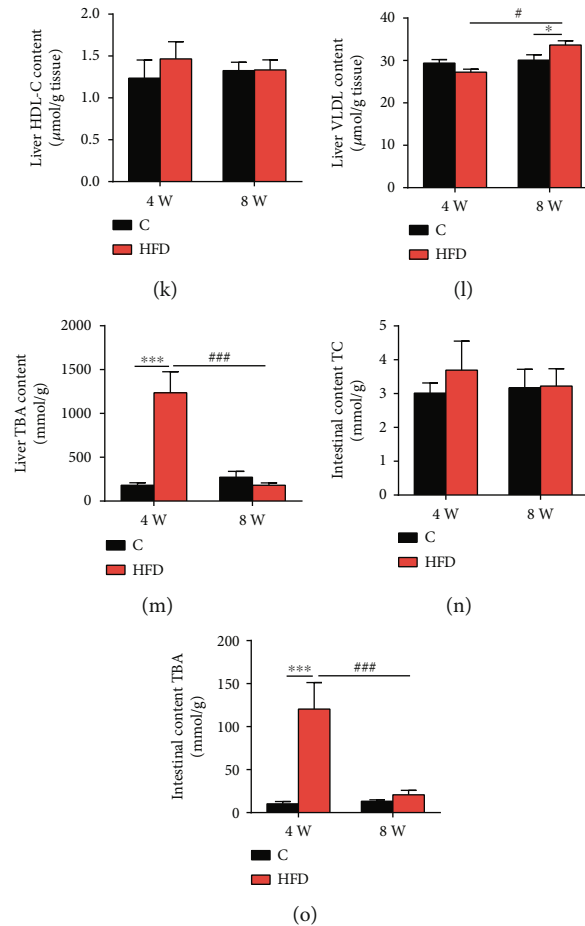 Liver HDL-C content
(μmol/g tissue)
2.0
1.5
1.0
0.5
0.0
4 W
8 W
C
HFD
(k)
Liver VLDL content
(μmol/g tissue)
40
30
20
10
0
#
*
4 W
8 W
C
HFD
(l)
Liver TBA content
(mmol/g)
2000
1500
1000
500
0
***
###
4 W
8 W
C
HFD
(m)
Intestinal content TC
(mmol/g)
5
4
3
2
1
0
4 W
8 W
C
HFD
(n)
Intestinal content TBA
(mmol/g)
200
150
100
50
0
***
###
4 W
8 W
C
HFD
(o)